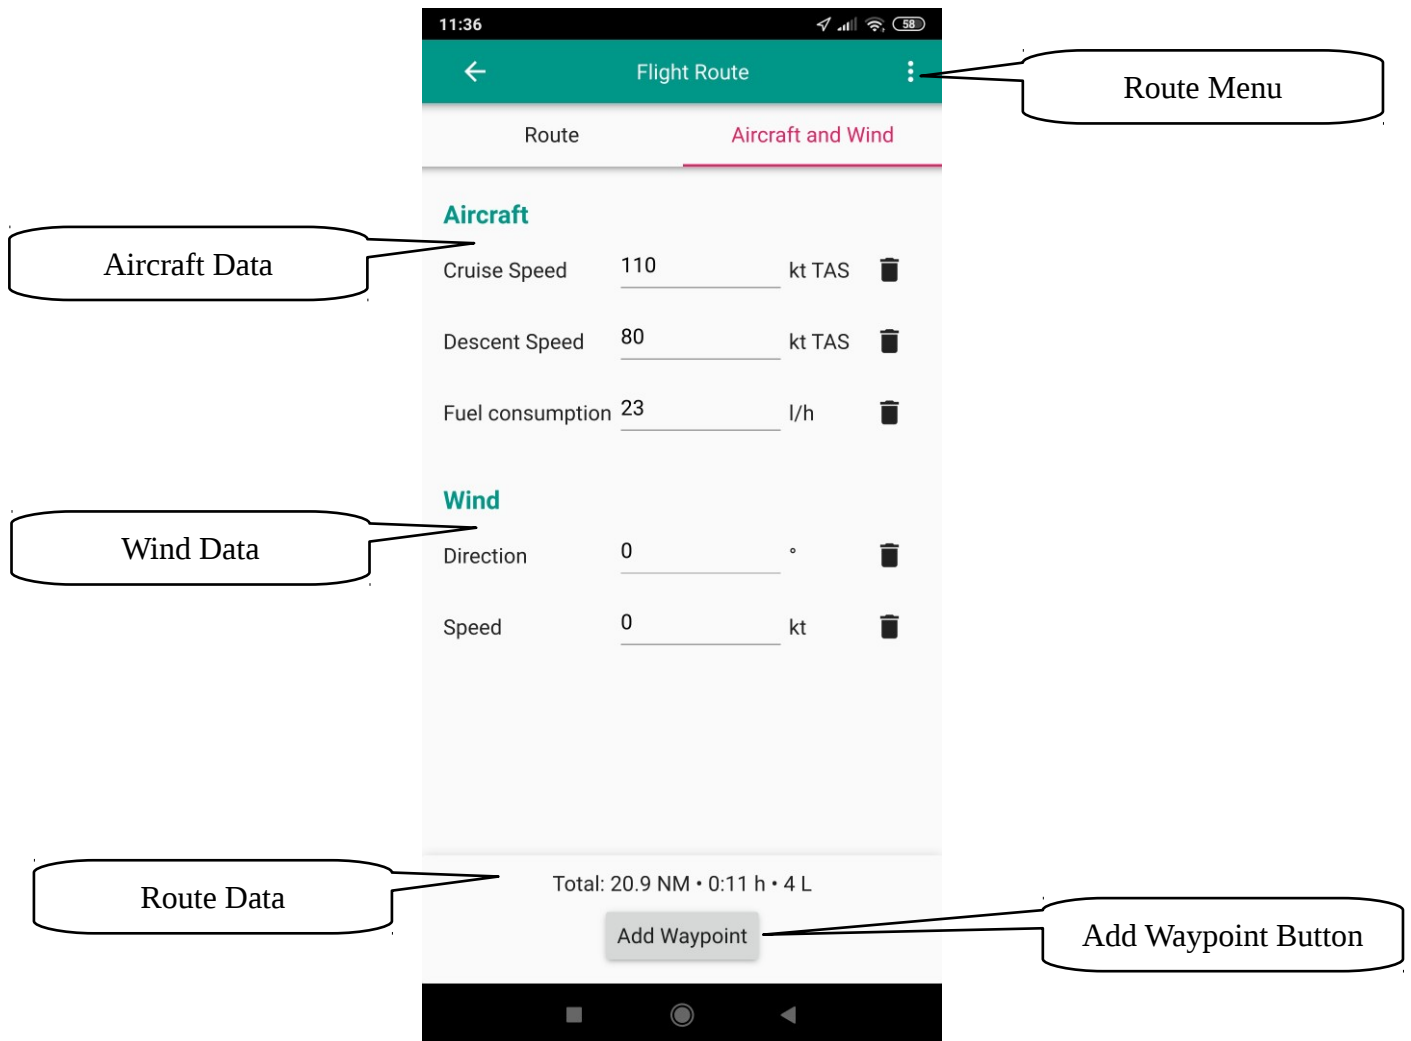 11:36
58
Flight Route
Route Menu
Route
Aircraft and Wind
Aircraft
Aircraft Data
Cruise Speed 110 kt TAS
Descent Speed 80 kt TAS
Fuel consumption 23 l/h
Wind
Wind Data
Direction 0 °
Speed 0 kt
Total: 20.9 NM • 0:11 h • 4 L
Route Data
Add Waypoint
Add Waypoint Button